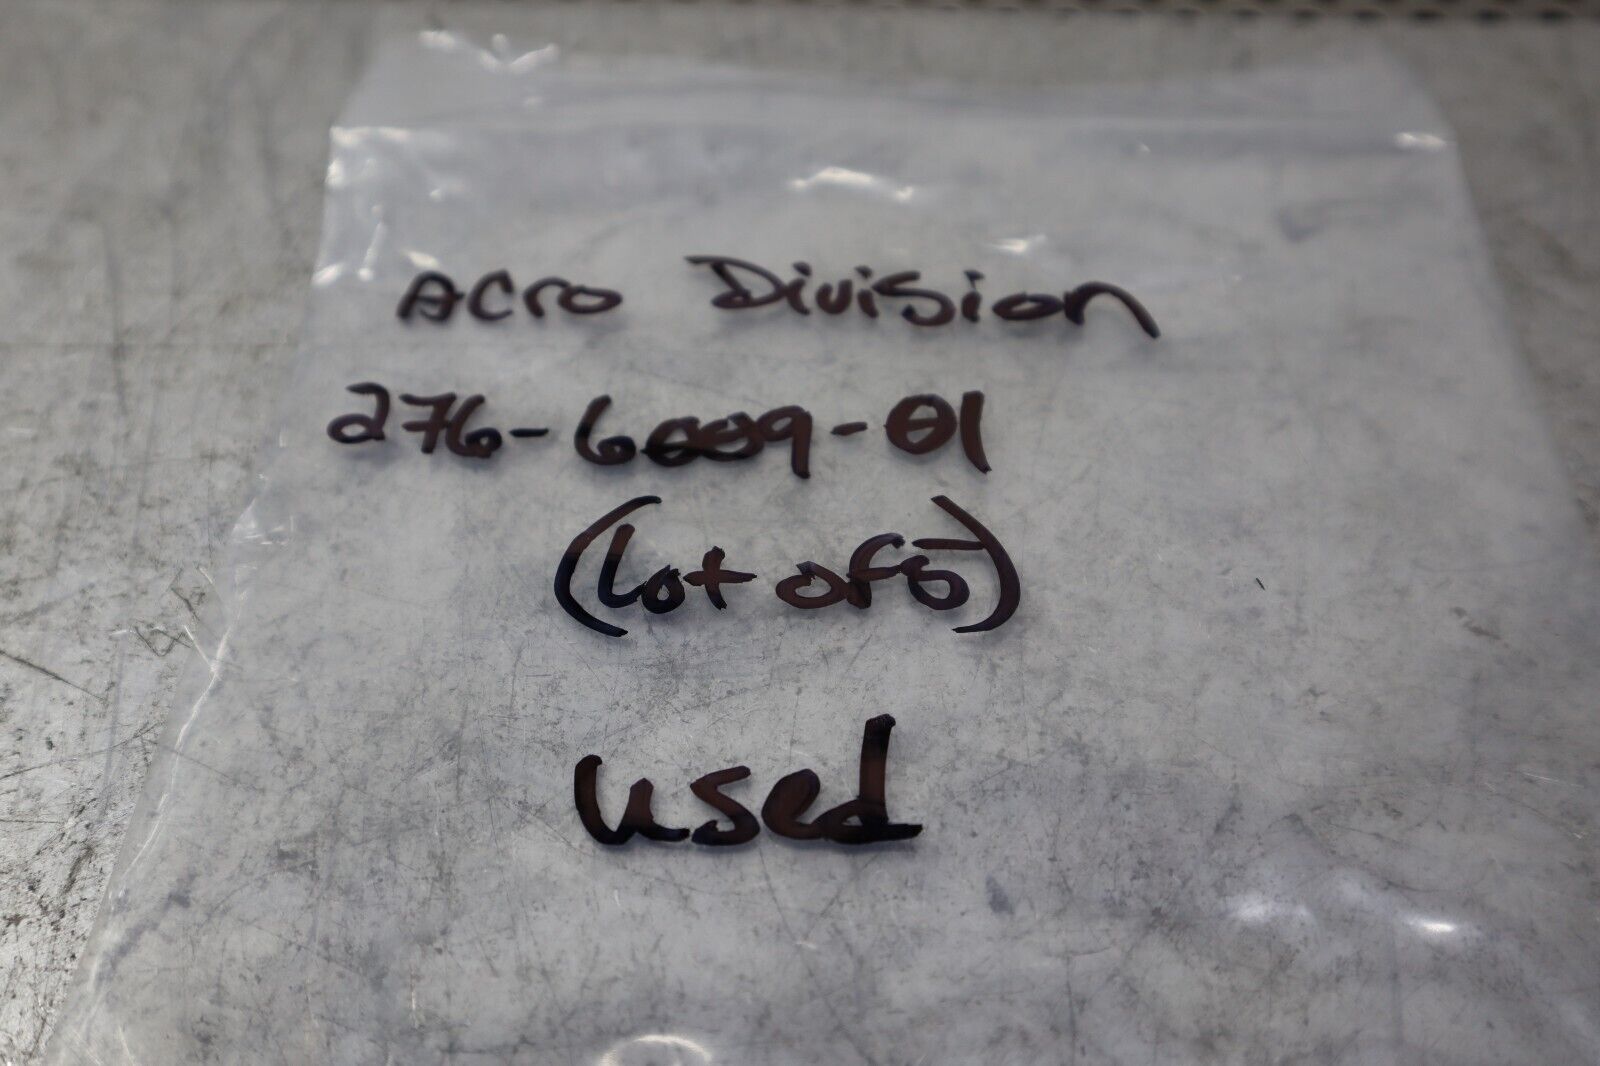 Acro Division
276-6009-01
(Lot of 5)
used